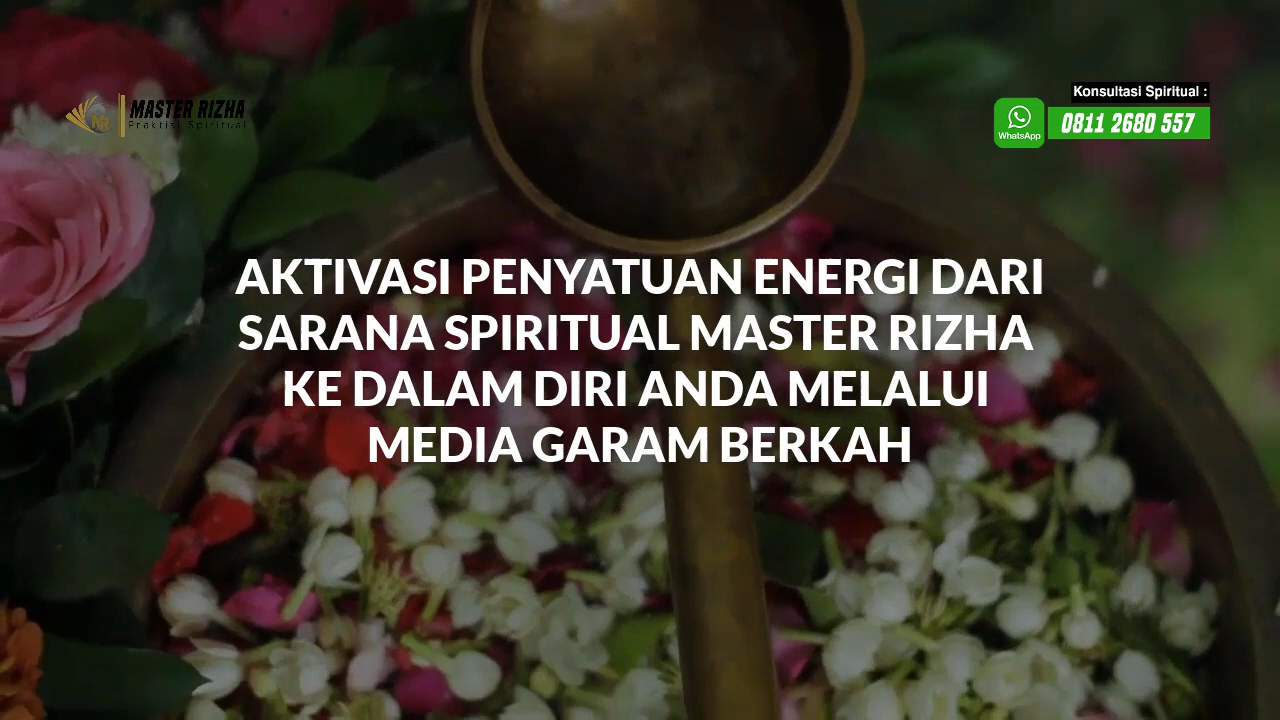 MASTER RIZHA
Praktisi Spiritual
Konsultasi Spiritual :
WhatsApp
0811 2680 557
AKTIVASI PENYATUAN ENERGI DARI
SARANA SPIRITUAL MASTER RIZHA
KE DALAM DIRI ANDA MELALUI
MEDIA GARAM BERKAH